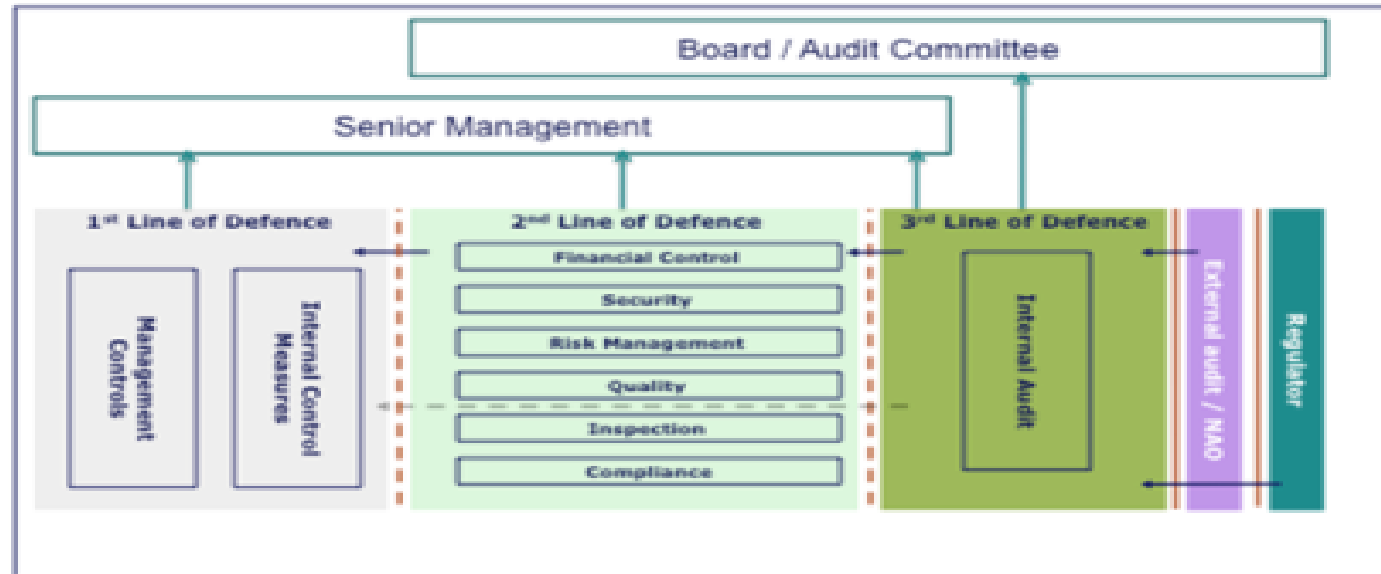 Board / Audit Committee
Senior Management
1st Line of Defence
Management
Controls
Internal Control
Measures
2nd Line of Defence
Financial Control
Security
Risk Management
Quality
Inspection
Compliance
3rd Line of Defence
Internal Audit
External audit / NAO
Regulator